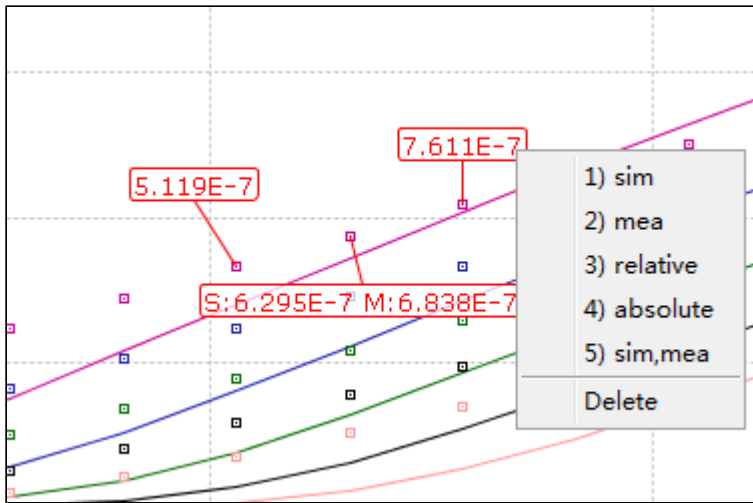 7.611E-7
5.119E-7
S:6.295E-7 M:6.838E-7
1) sim
2) mea
3) relative
4) absolute
5) sim,mea
Delete